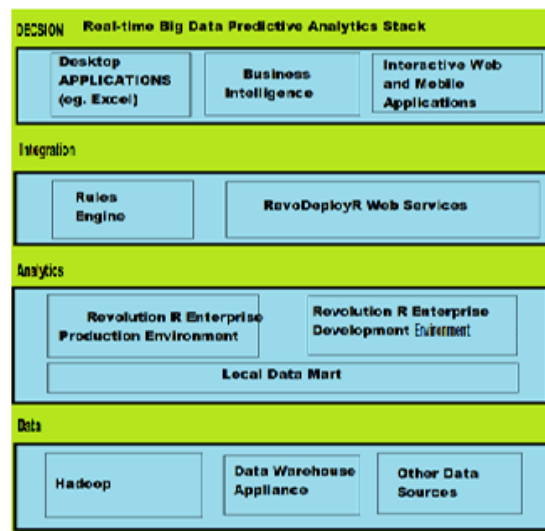 DECSION Real-time Big Data Predictive Analytics Stack
Desktop
APPLICATIONS
(eg. Excel)
Business
Intelligence
Interactive Web
and Mobile
Applications
Integration
Rules
Engine
RevoDeployR Web Services
Analytics
Revolution R Enterprise
Production Environment
Revolution R Enterprise
Development Environment
Local Data Mart
Data
Hadoop
Data Warehouse
Appliance
Other Data
Sources